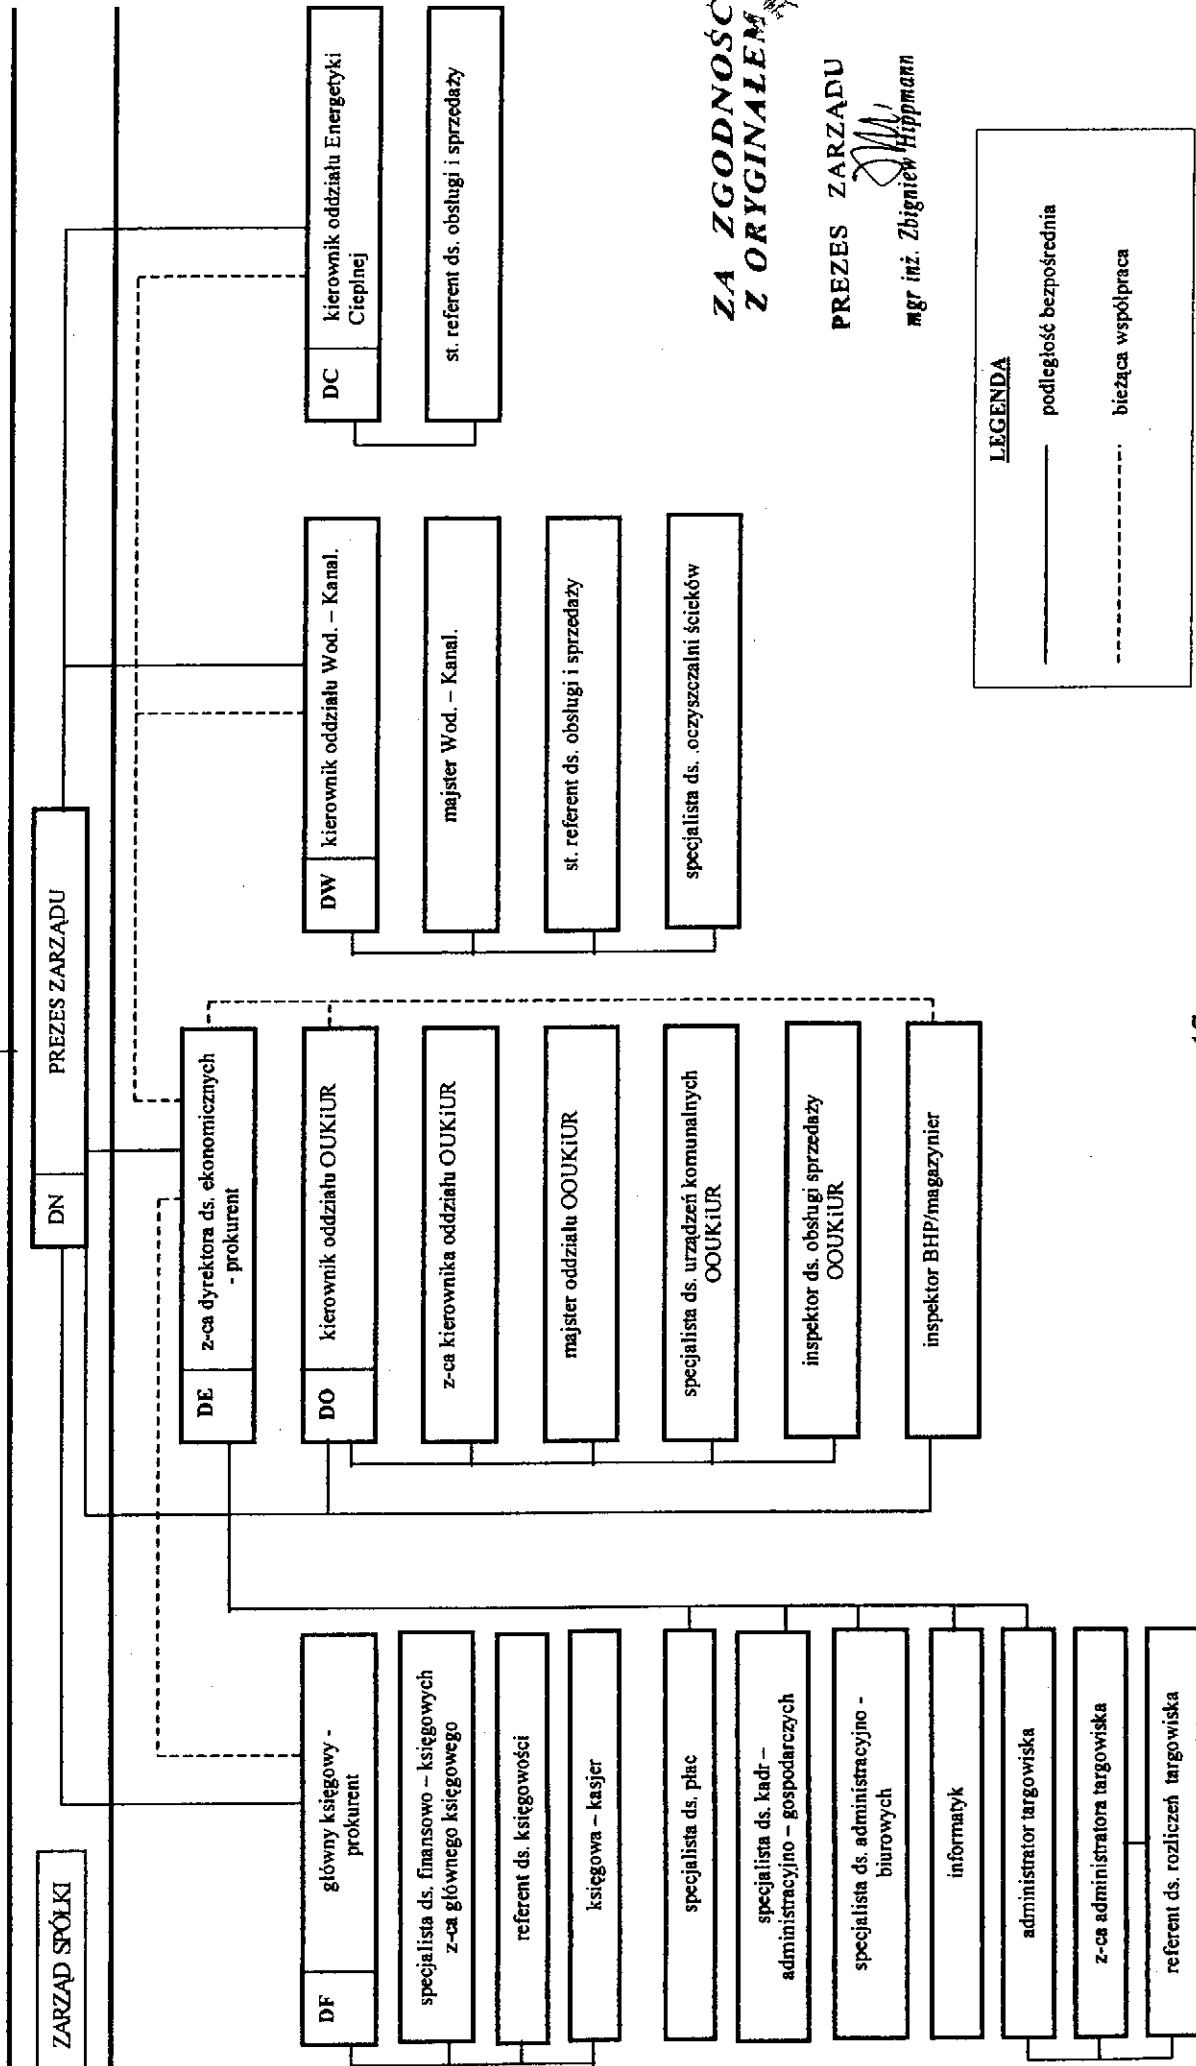 ZARZĄD SPÓŁKI
DN
PREZES ZARZĄDU
DE
z-ca dyrektora ds. ekonomicznych
- prokurent
DF
główny księgowy -
prokurent
specjalista ds. finansowo – księgowych
z-ca głównego księgowego
referent ds. księgowości
księgowa – kasjer
specjalista ds. płac
specjalista ds. kadr –
administracyjno – gospodarczych
specjalista ds. administracyjno -
biurowych
informatyk
administrator targowiska
z-ca administratora targowiska
referent ds. rozliczeń targowiska
DO
kierownik oddziału OUKiUR
z-ca kierownika oddziału OUKiUR
majster oddziału OOUKiUR
specjalista ds. urządzeń komunalnych
OOUKiUR
inspektor ds. obsługi sprzedaży
OOUKiUR
inspektor BHP/magazynier
DW
kierownik oddziału Wod. – Kanal.
majster Wod. – Kanal.
st. referent ds. obsługi i sprzedaży
specjalista ds. .oczyszczalni ścieków
DC
kierownik oddziału Energetyki
Cieplnej
st. referent ds. obsługi i sprzedaży
ZA ZGODNOŚĆ
Z ORYGINAŁEM
PREZES ZARZĄDU
mgr inż. Zbigniew Hippmann
LEGENDA
podległość bezpośrednia
bieżąca współpraca